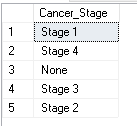 Cancer_Stage
1 Stage 1
2 Stage 4
3 None
4 Stage 3
5 Stage 2